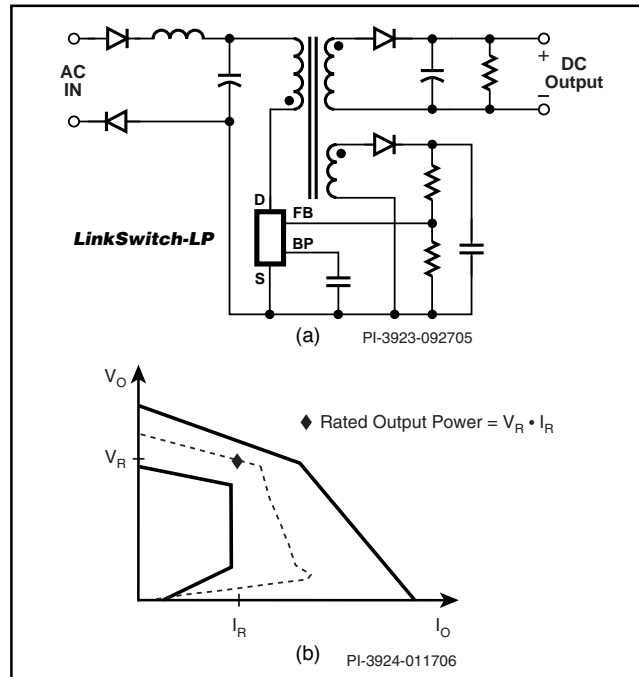 AC
IN
+
DC
Output
–
D
FB
LinkSwitch-LP
BP
S
(a)
PI-3923-092705
VO
◆ Rated Output Power = VR • IR
VR
IR
IO
(b)
PI-3924-011706